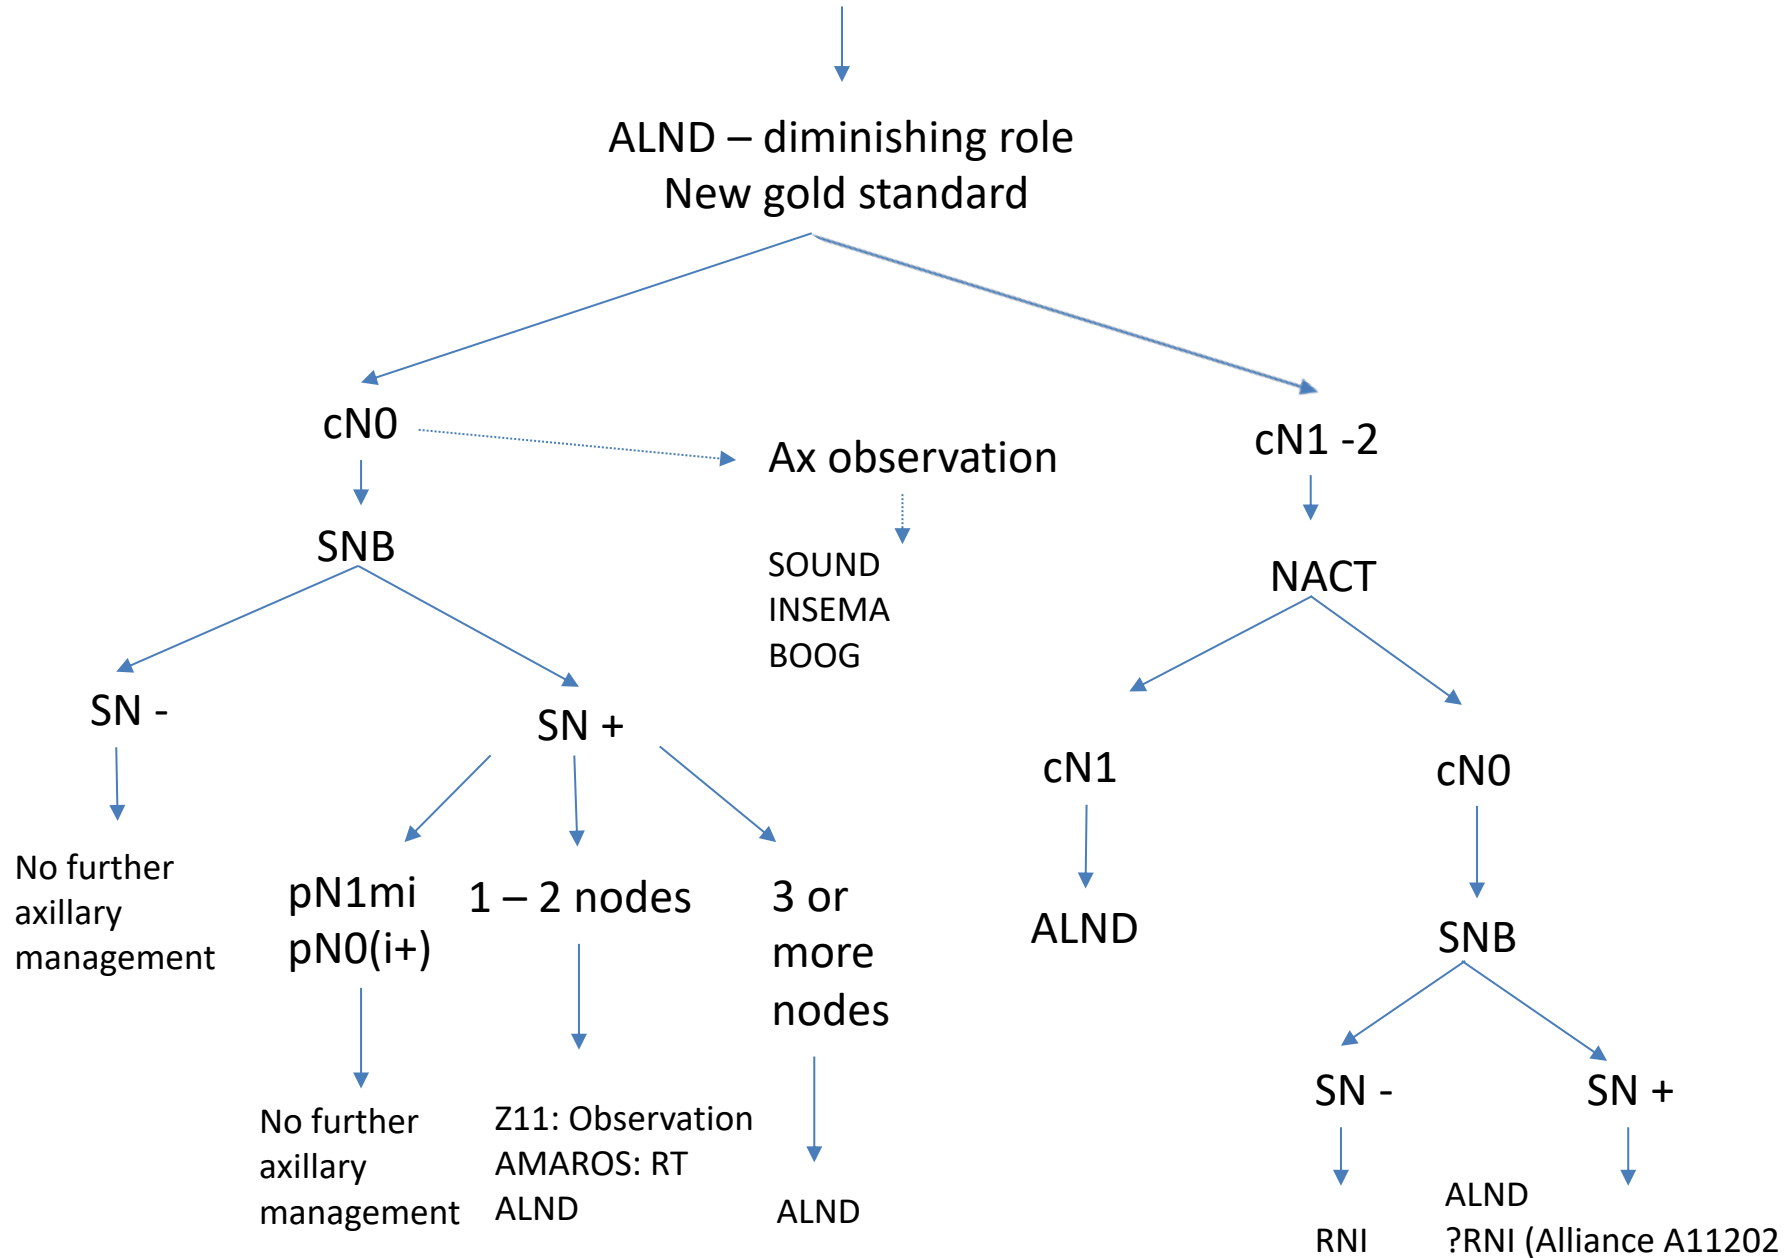 ALND – diminishing role
New gold standard
cN0
Ax observation
cN1 -2
SNB
SOUND
INSEMA
BOOG
NACT
SN -
SN +
cN1
cN0
No further
axillary
management
pN1mi
pN0(i+)
1 – 2 nodes
3 or
more
nodes
ALND
SNB
No further
axillary
management
Z11: Observation
AMAROS: RT
ALND
ALND
SN -
SN +
RNI
ALND
?RNI (Alliance A11202